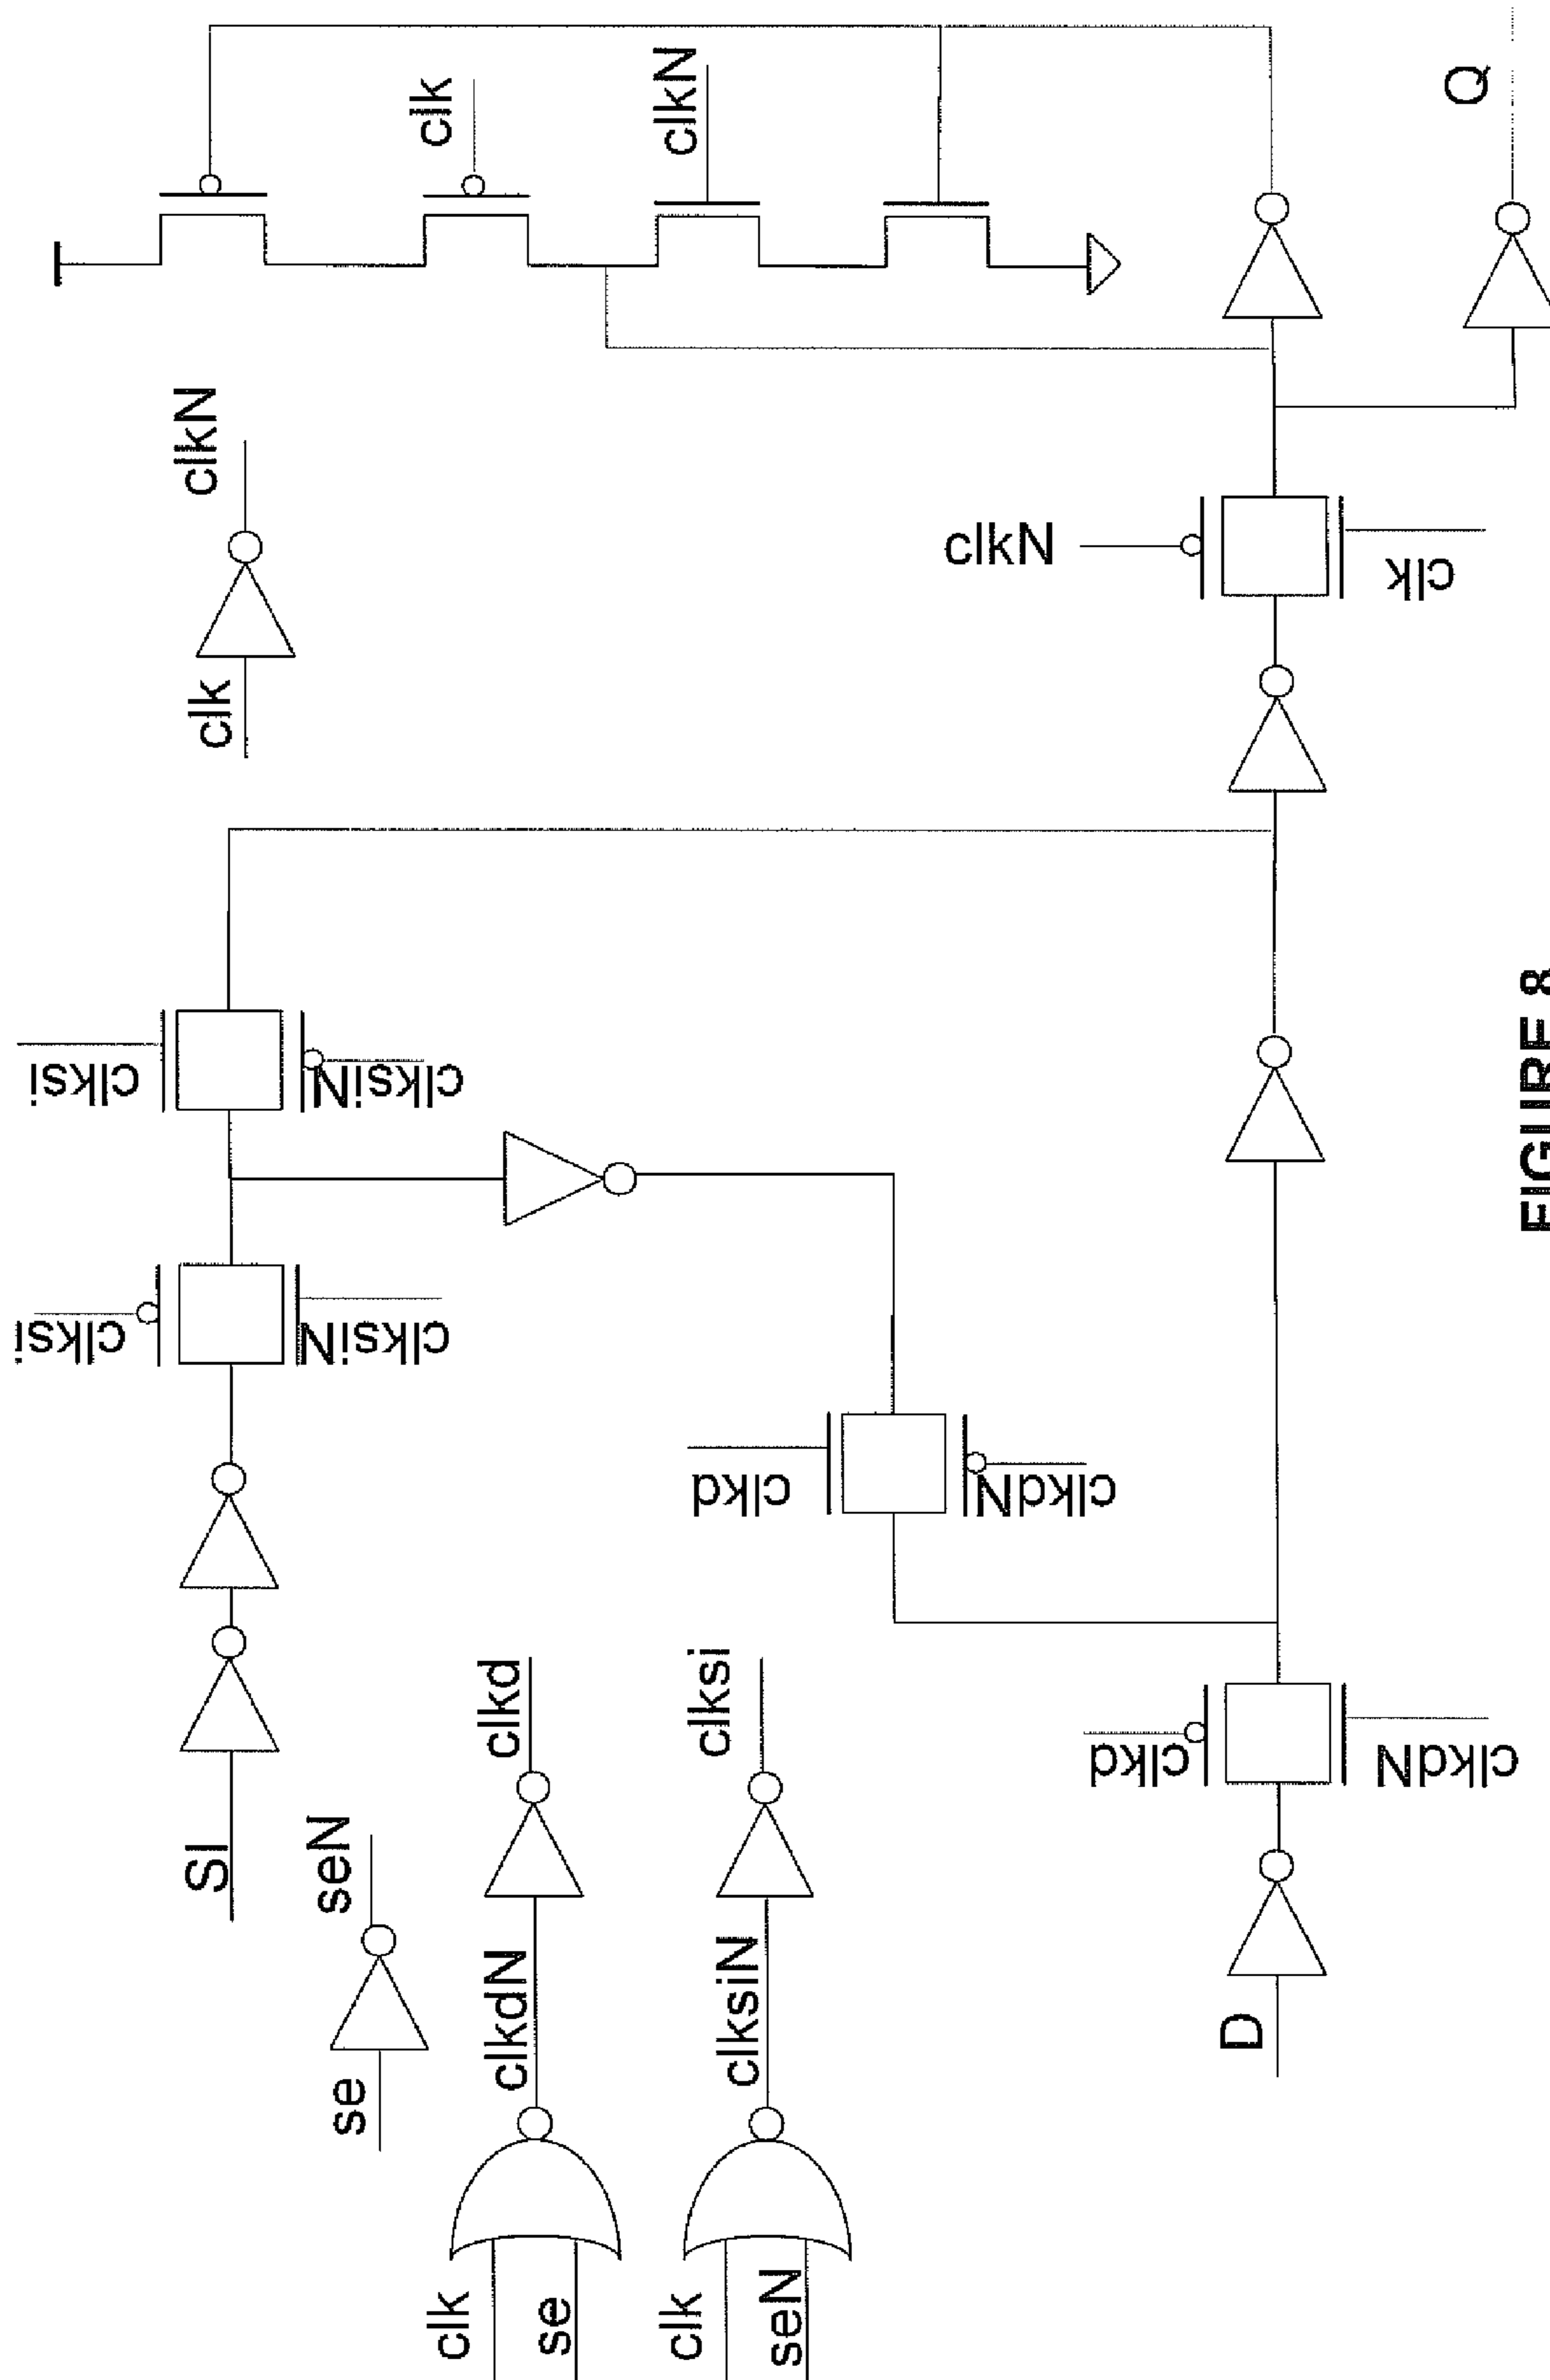 clksi
clksi
SI
clk
clkN
se
seN
clksiN
clksiN
clk
clk
se
clkdN
clkd
clkN
clk
seN
clksiN
clksi
clkd
clkdN
clkN
D
clkd
clkdN
clk
Q
FIGURE 8